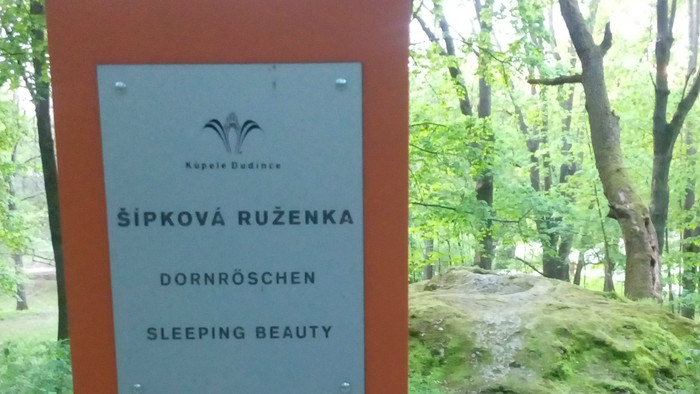 Kúpele Dudince
ŠÍPKOVÁ RUŽENKA
DORNRÖSCHEN
SLEEPING BEAUTY